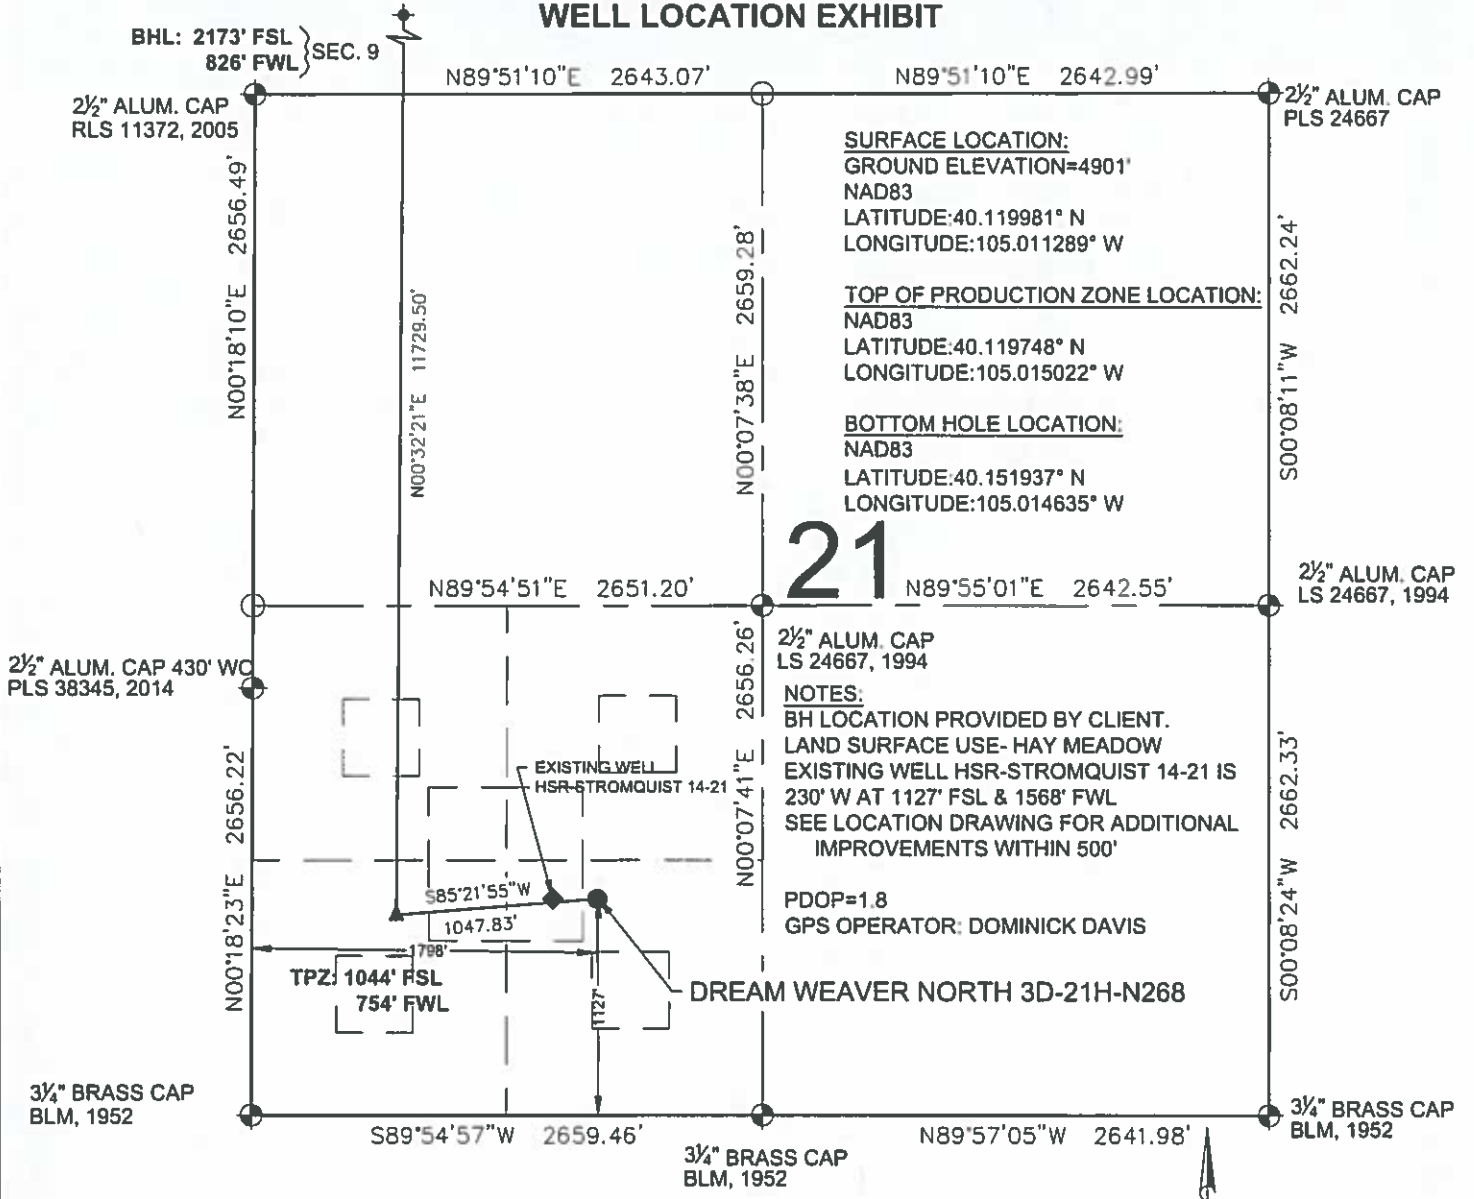 WELL LOCATION EXHIBIT
BHL: 2173' FSL
826' FWL
SEC. 9
N89°51'10"E 2643.07'
N89°51'10"E 2642.99'
2½" ALUM. CAP
RLS 11372, 2005
2½" ALUM. CAP
PLS 24667
SURFACE LOCATION:
GROUND ELEVATION=4901'
NAD83
LATITUDE:40.119981° N
LONGITUDE:105.011289° W
TOP OF PRODUCTION ZONE LOCATION:
NAD83
LATITUDE:40.119748° N
LONGITUDE:105.015022° W
BOTTOM HOLE LOCATION:
NAD83
LATITUDE:40.151937° N
LONGITUDE:105.014635° W
N00°18'10"E 2656.49'
N00°32'21"E 11729.50'
N00°07'38"E 2659.28'
S00°08'11"W 2662.24'
21
N89°54'51"E 2651.20'
N89°55'01"E 2642.55'
2½" ALUM. CAP
LS 24667, 1994
2½" ALUM. CAP
LS 24667, 1994
2½" ALUM. CAP 430' WC
PLS 38345, 2014
NOTES:
BH LOCATION PROVIDED BY CLIENT.
LAND SURFACE USE- HAY MEADOW
EXISTING WELL HSR-STROMQUIST 14-21 IS
230' W AT 1127' FSL & 1568' FWL
SEE LOCATION DRAWING FOR ADDITIONAL
IMPROVEMENTS WITHIN 500'
PDOP=1.8
GPS OPERATOR: DOMINICK DAVIS
EXISTING WELL
HSR-STROMQUIST 14-21
N00°18'23"E 2656.22'
N00°07'41"E 2656.26'
S00°08'24"W 2662.33'
S85°21'55"W
1047.83'
1798'
TPZ: 1044' FSL
754' FWL
1127'
DREAM WEAVER NORTH 3D-21H-N268
3¼" BRASS CAP
BLM, 1952
S89°54'57"W 2659.46'
3¼" BRASS CAP
BLM, 1952
N89°57'05"W 2641.98'
3¼" BRASS CAP
BLM, 1952